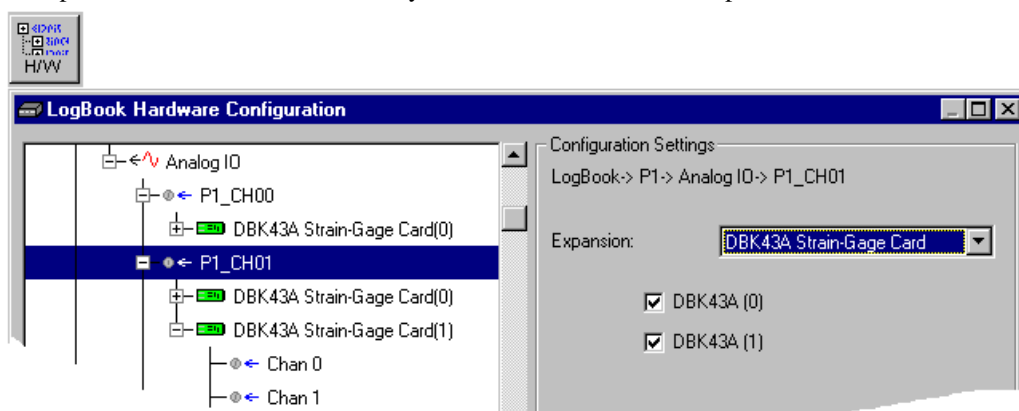 H/W
LogBook Hardware Configuration
Analog IO
P1_CH00
DBK43A Strain-Gage Card(0)
P1_CH01
DBK43A Strain-Gage Card(0)
DBK43A Strain-Gage Card(1)
Chan 0
Chan 1
Configuration Settings
LogBook-> P1-> Analog IO-> P1_CH01
Expansion:
DBK43A Strain-Gage Card
DBK43A (0)
DBK43A (1)